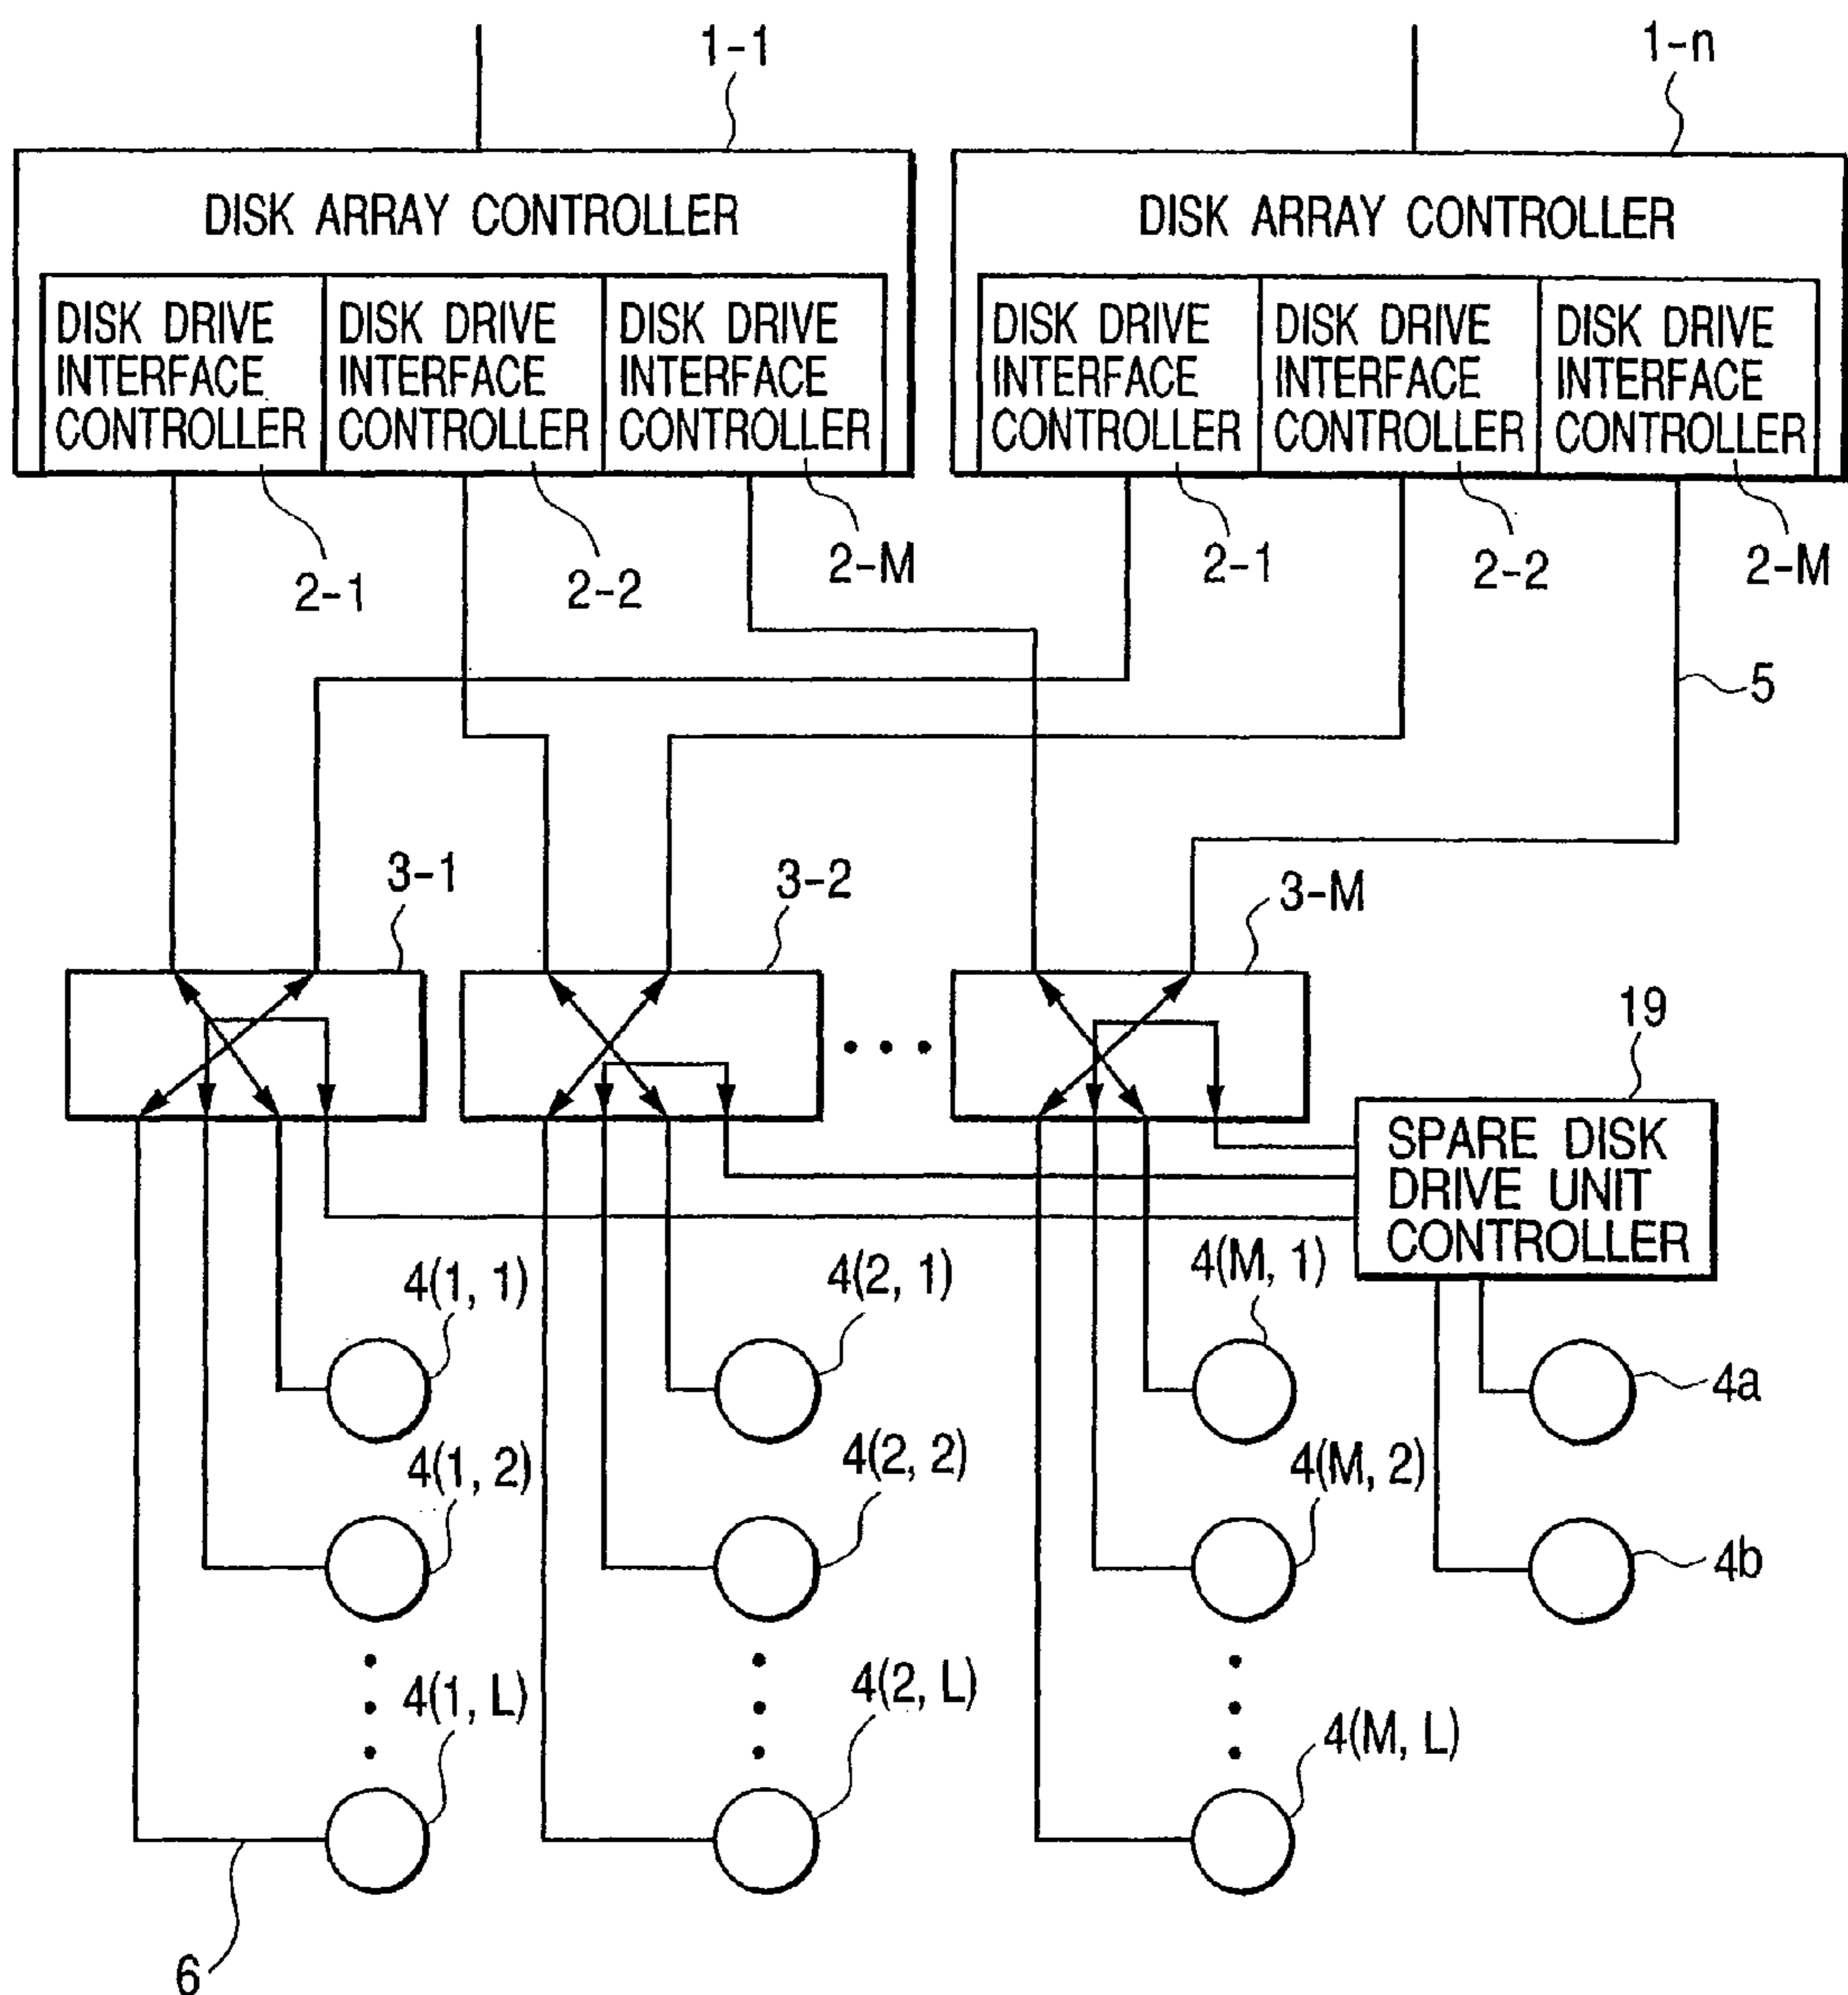 1-1
1-n
DISK ARRAY CONTROLLER
DISK ARRAY CONTROLLER
DISK DRIVE
INTERFACE
CONTROLLER
DISK DRIVE
INTERFACE
CONTROLLER
DISK DRIVE
INTERFACE
CONTROLLER
DISK DRIVE
INTERFACE
CONTROLLER
DISK DRIVE
INTERFACE
CONTROLLER
DISK DRIVE
INTERFACE
CONTROLLER
2-1
2-2
2-M
2-1
2-2
2-M
5
3-1
3-2
3-M
19
SPARE DISK
DRIVE UNIT
CONTROLLER
4(1, 1)
4(2, 1)
4(M, 1)
4a
4(1, 2)
4(2, 2)
4(M, 2)
4b
4(1, L)
4(2, L)
4(M, L)
6